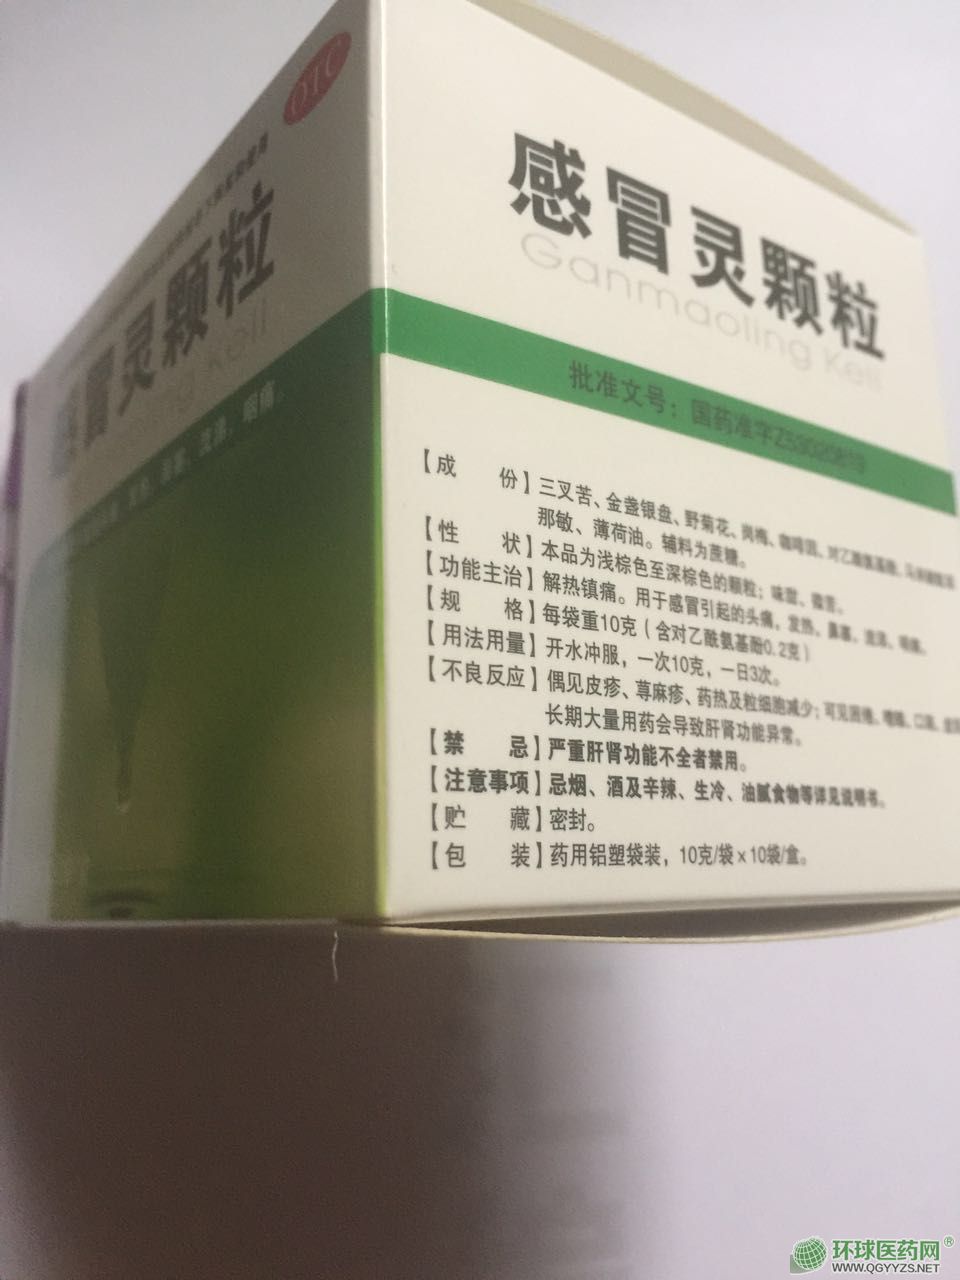 OTC
感冒灵颗粒
Ganmaoling Keli
批准文号：国药准字
【成份】三叉苦、金盏银盘、野菊花、岗梅、咖啡因、对乙酰氨基酚、马来酸氯苯
那敏、薄荷油。辅料为蔗糖。
【性状】本品为浅棕色至深棕色的颗粒；味甜、微苦。
【功能主治】解热镇痛。用于感冒引起的头痛，发热，鼻塞，流涕，咽痛。
【规格】每袋重10克（含对乙酰氨基酚0.2克）
【用法用量】开水冲服，一次10克，一日3次。
【不良反应】偶见皮疹、荨麻疹、药热及粒细胞减少；可见困倦、嗜睡、口渴、虚弱
长期大量用药会导致肝肾功能异常。
【禁忌】严重肝肾功能不全者禁用。
【注意事项】忌烟、酒及辛辣、生冷、油腻食物等详见说明书。
【贮藏】密封。
【包装】药用铝塑袋装，10克/袋×10袋/盒。
感冒灵颗粒
Keli
流涕、咽痛。
环球医药网®
WWW.QGYYZS.NET